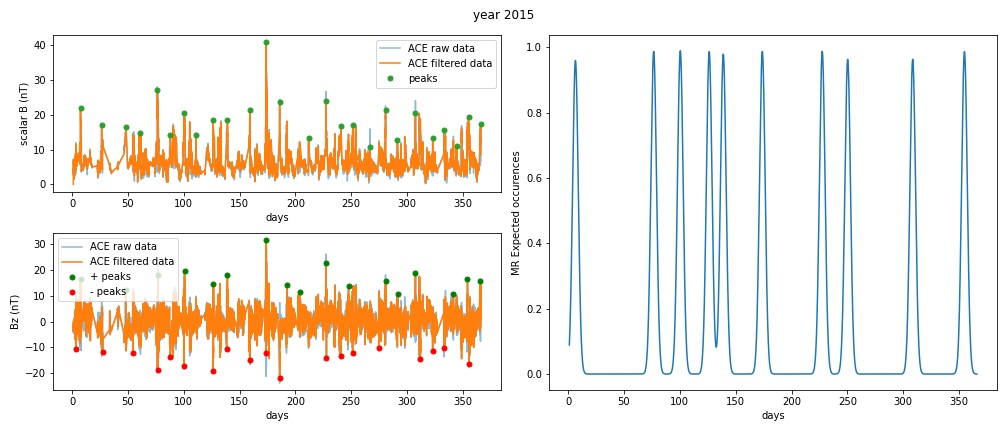 year 2015
40
30
20
10
0
scalar B (nT)
ACE raw data
ACE filtered data
peaks
0
50
100
150
200
250
300
350
days
30
20
10
0
−10
−20
Bz (nT)
ACE raw data
ACE filtered data
+ peaks
- peaks
0
50
100
150
200
250
300
350
days
1.0
0.8
0.6
0.4
0.2
0.0
MR Expected occurences
0
50
100
150
200
250
300
350
days